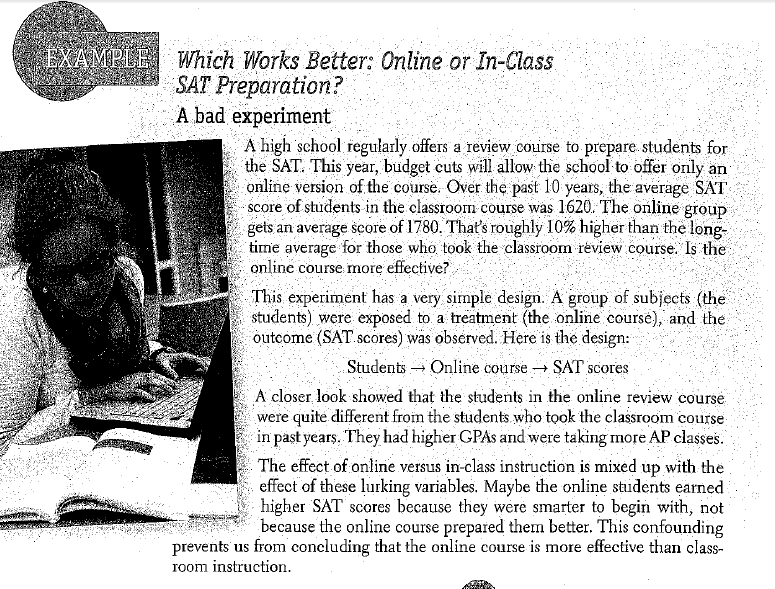 EXAMPLE
Which Works Better: Online or In-Class
SAT Preparation?
A bad experiment
A high school regularly offers a review course to prepare students for
the SAT. This year, budget cuts will allow the school to offer only an
online version of the course. Over the past 10 years, the average SAT
score of students in the classroom course was 1620. The online group
gets an average score of 1780. That's roughly 10% higher than the long-
time average for those who took the classroom review course. Is the
online course more effective?
This experiment has a very simple design. A group of subjects (the
students) were exposed to a treatment (the online course), and the
outcome (SAT scores) was observed. Here is the design:
Students → Online course → SAT scores
A closer look showed that the students in the online review course
were quite different from the students who took the classroom course
in past years. They had higher GPAs and were taking more AP classes.
The effect of online versus in-class instruction is mixed up with the
effect of these lurking variables. Maybe the online students earned
higher SAT scores because they were smarter to begin with, not
because the online course prepared them better. This confounding
prevents us from concluding that the online course is more effective than class-
room instruction.